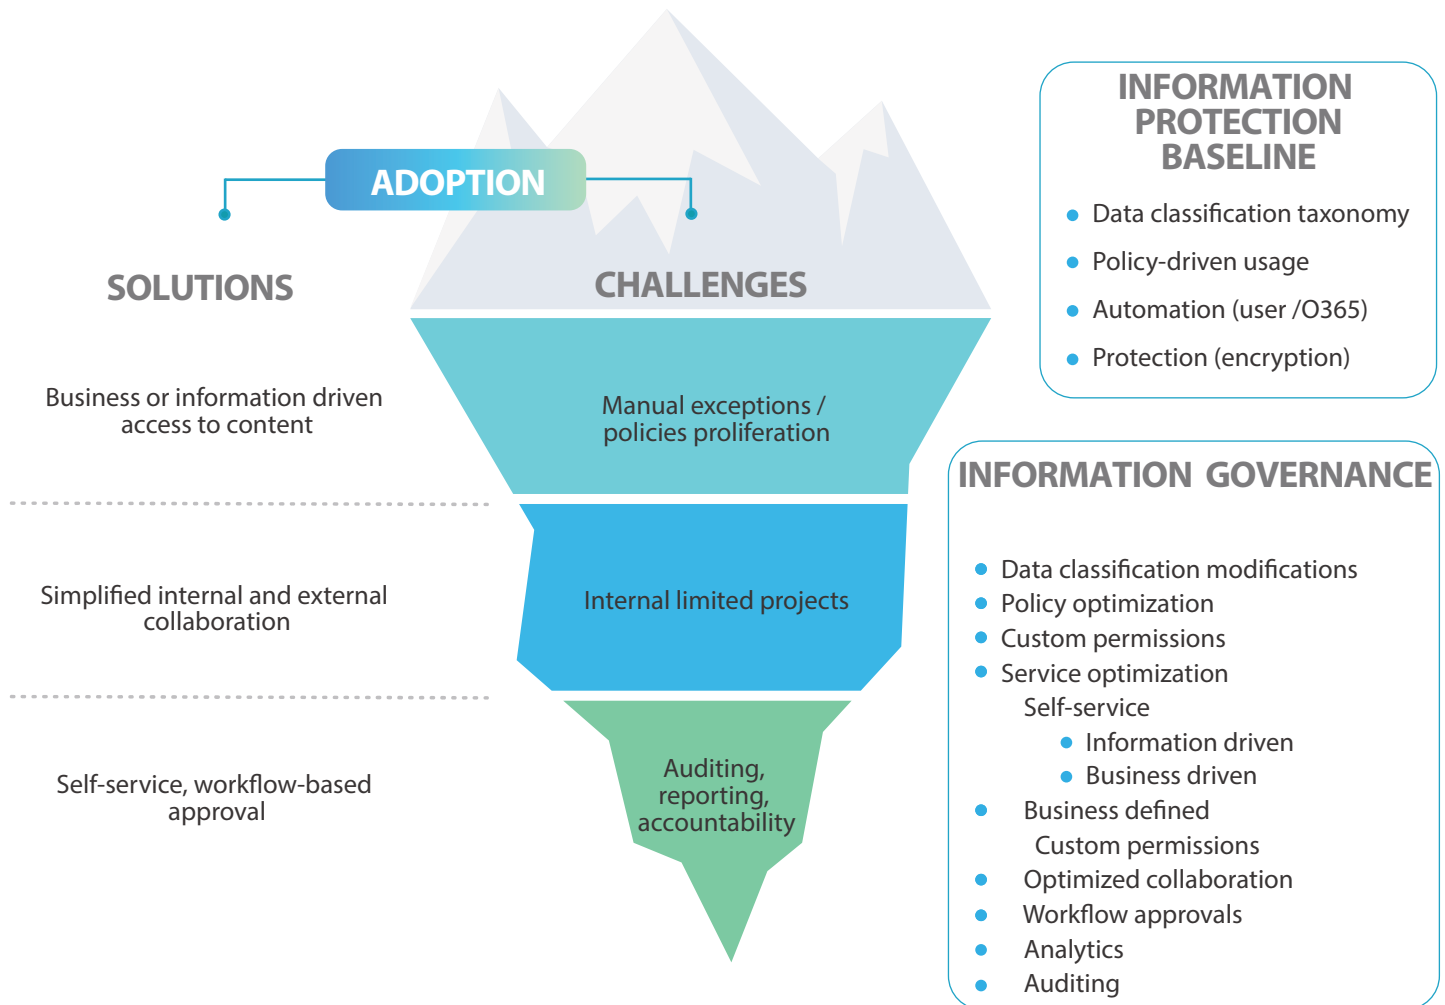 ADOPTION
SOLUTIONS
Business or information driven
access to content
Simplified internal and external
collaboration
Self-service, workflow-based
approval
CHALLENGES
Manual exceptions /
policies proliferation
Internal limited projects
Auditing,
reporting,
accountability
INFORMATION
PROTECTION
BASELINE
Data classification taxonomy
Policy-driven usage
Automation (user /O365)
Protection (encryption)
INFORMATION GOVERNANCE
Data classification modifications
Policy optimization
Custom permissions
Service optimization
Self-service
Information driven
Business driven
Business defined
Custom permissions
Optimized collaboration
Workflow approvals
Analytics
Auditing